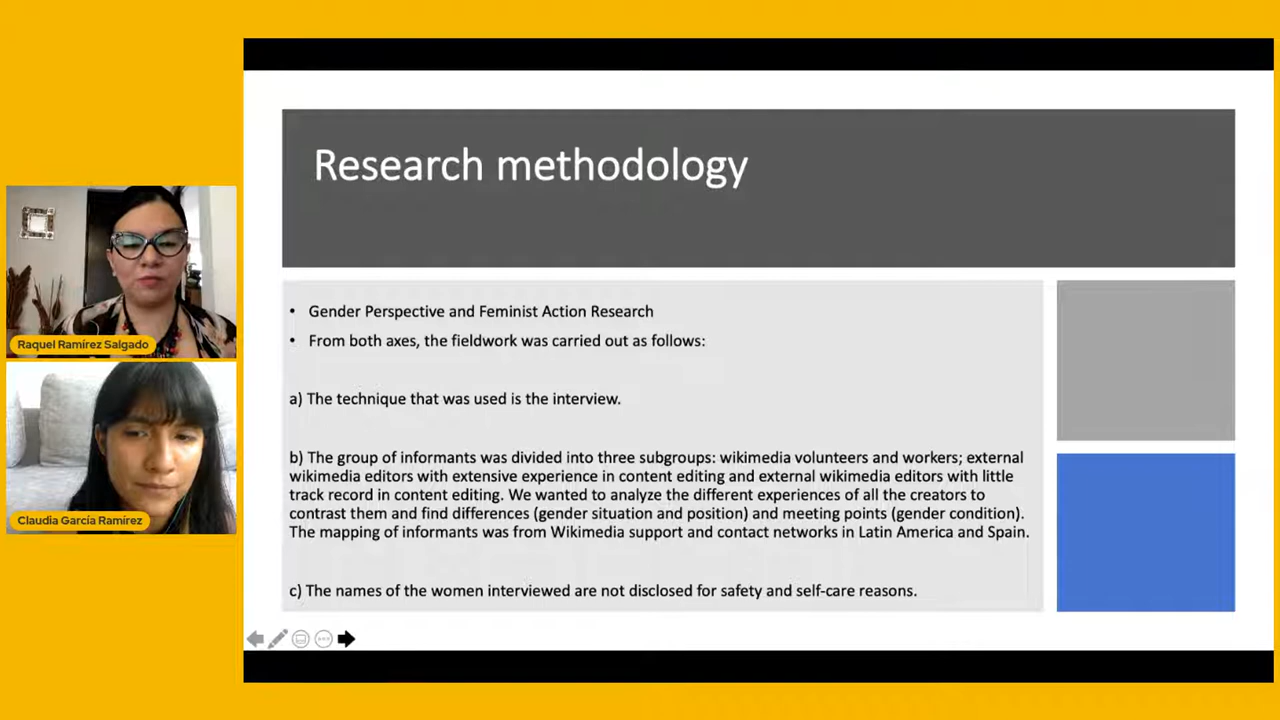 Research methodology
• Gender Perspective and Feminist Action Research
• From both axes, the fieldwork was carried out as follows:
a) The technique that was used is the interview.
b) The group of informants was divided into three subgroups: wikimedia volunteers and workers; external
wikimedia editors with extensive experience in content editing and external wikimedia editors with little
track record in content editing. We wanted to analyze the different experiences of all the creators to
contrast them and find differences (gender situation and position) and meeting points (gender condition).
The mapping of informants was from Wikimedia support and contact networks in Latin America and Spain.
c) The names of the women interviewed are not disclosed for safety and self-care reasons.
Raquel Ramírez Salgado
Claudia García Ramírez